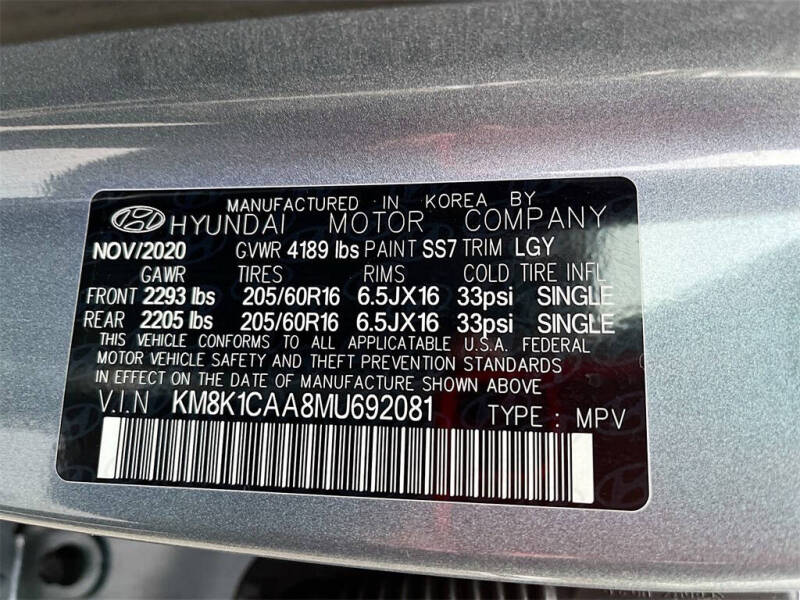 MANUFACTURED IN KOREA BY
HYUNDAI MOTOR COMPANY
NOV/2020 GVWR 4189 lbs PAINT SS7 TRIM LGY
GAWR TIRES RIMS COLD TIRE INFL
FRONT 2293 lbs 205/60R16 6.5JX16 33psi SINGLE
REAR 2205 lbs 205/60R16 6.5JX16 33psi SINGLE
THIS VEHICLE CONFORMS TO ALL APPLICABLE U.S.A. FEDERAL
MOTOR VEHICLE SAFETY AND THEFT PREVENTION STANDARDS
IN EFFECT ON THE DATE OF MANUFACTURE SHOWN ABOVE.
V.I.N KM8K1CAA8MU692081 TYPE : MPV